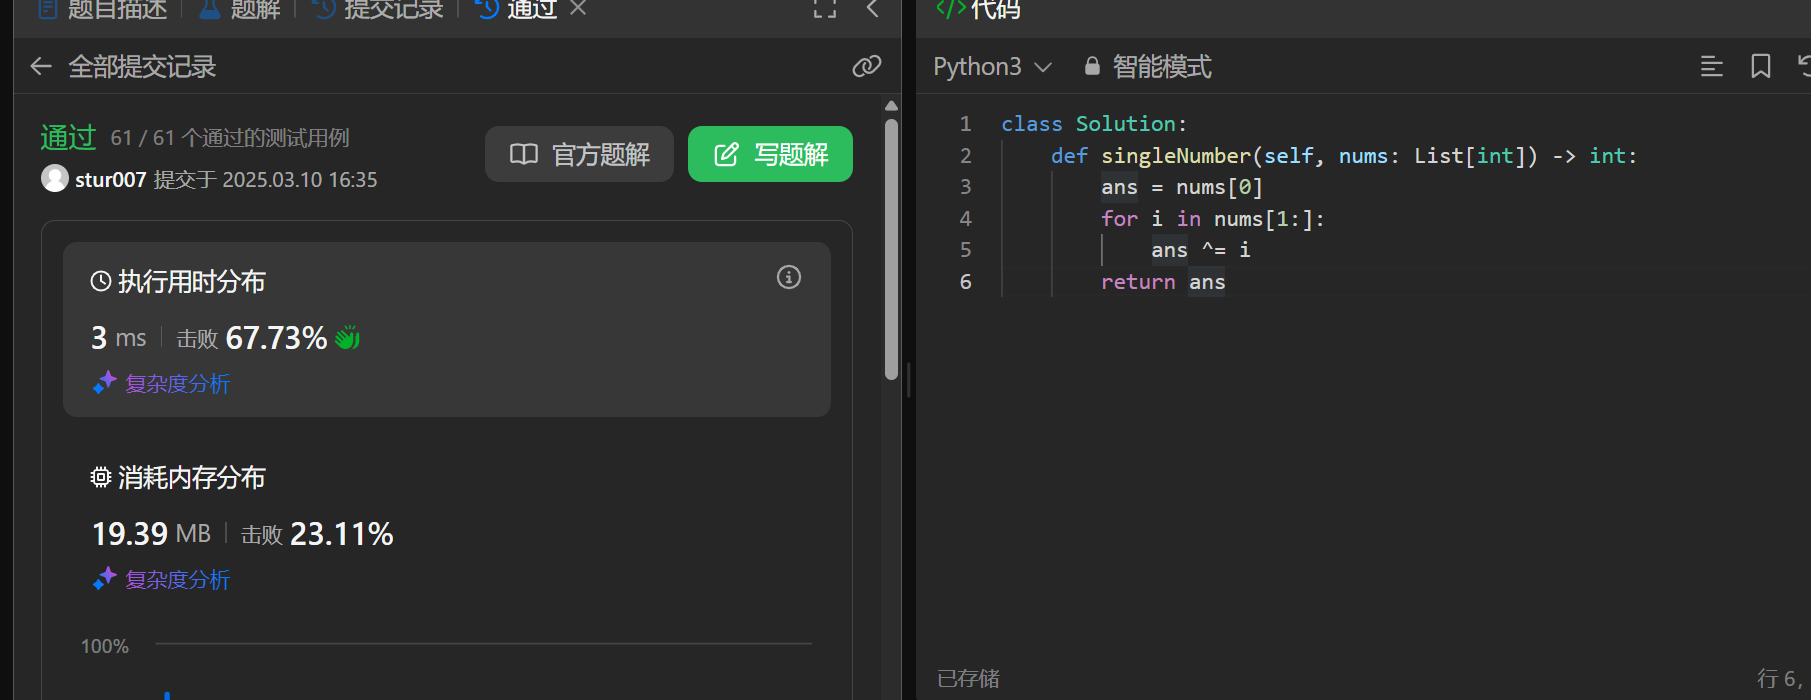 题目描述 题解 提交记录 通过
全部提交记录
通过 61 / 61 个通过的测试用例
stur007 提交于 2025.03.10 16:35
官方题解 写题解
执行用时分布
3 ms 击败 67.73%
复杂度分析
消耗内存分布
19.39 MB 击败 23.11%
复杂度分析
100%
</> 代码
Python3 智能模式
1 class Solution:
2 def singleNumber(self, nums: List[int]) -> int:
3 ans = nums[0]
4 for i in nums[1:]:
5 ans ^= i
6 return ans
已存储 行 6,